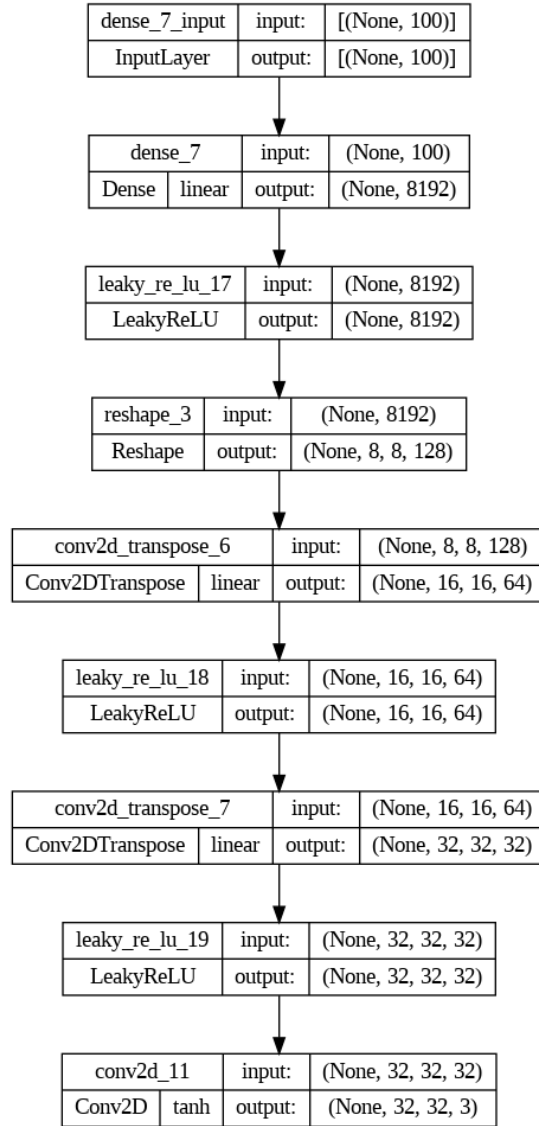 dense_7_input input: [(None, 100)]
InputLayer output: [(None, 100)]
dense_7 input: (None, 100)
Dense linear output: (None, 8192)
leaky_re_lu_17 input: (None, 8192)
LeakyReLU output: (None, 8192)
reshape_3 input: (None, 8192)
Reshape output: (None, 8, 8, 128)
conv2d_transpose_6 input: (None, 8, 8, 128)
Conv2DTranspose linear output: (None, 16, 16, 64)
leaky_re_lu_18 input: (None, 16, 16, 64)
LeakyReLU output: (None, 16, 16, 64)
conv2d_transpose_7 input: (None, 16, 16, 64)
Conv2DTranspose linear output: (None, 32, 32, 32)
leaky_re_lu_19 input: (None, 32, 32, 32)
LeakyReLU output: (None, 32, 32, 32)
conv2d_11 input: (None, 32, 32, 32)
Conv2D tanh output: (None, 32, 32, 3)